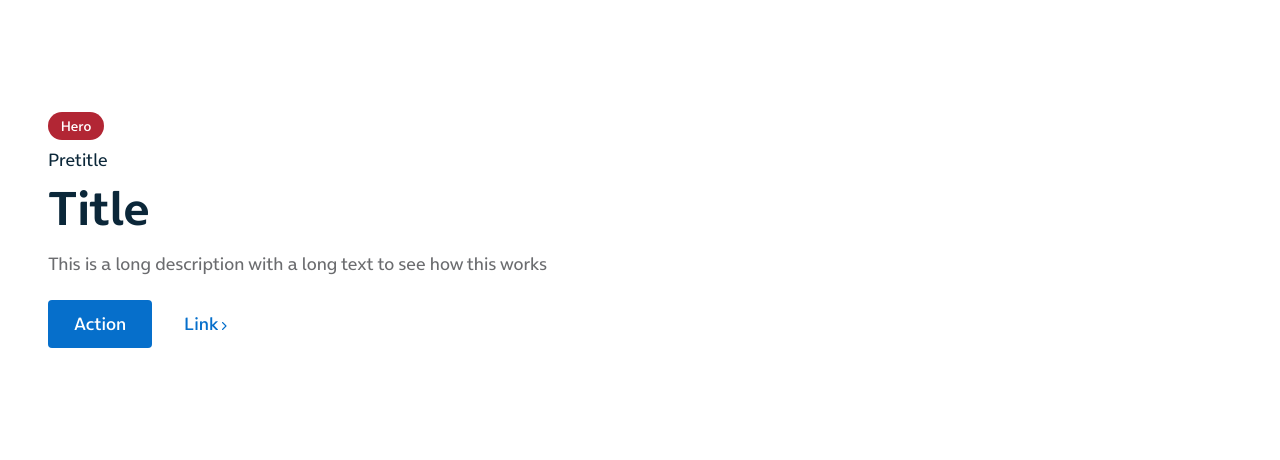 Hero
Pretitle
Title
This is a long description with a long text to see how this works
Action
Link ›